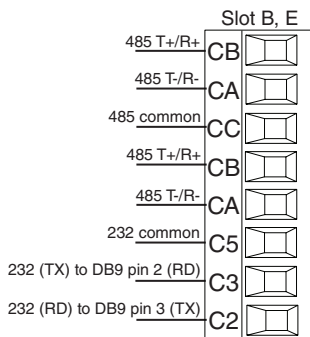 Slot B, E
485 T+/R+ CB
485 T-/R- CA
485 common CC
485 T+/R+ CB
485 T-/R- CA
232 common C5
232 (TX) to DB9 pin 2 (RD) C3
232 (RD) to DB9 pin 3 (TX) C2